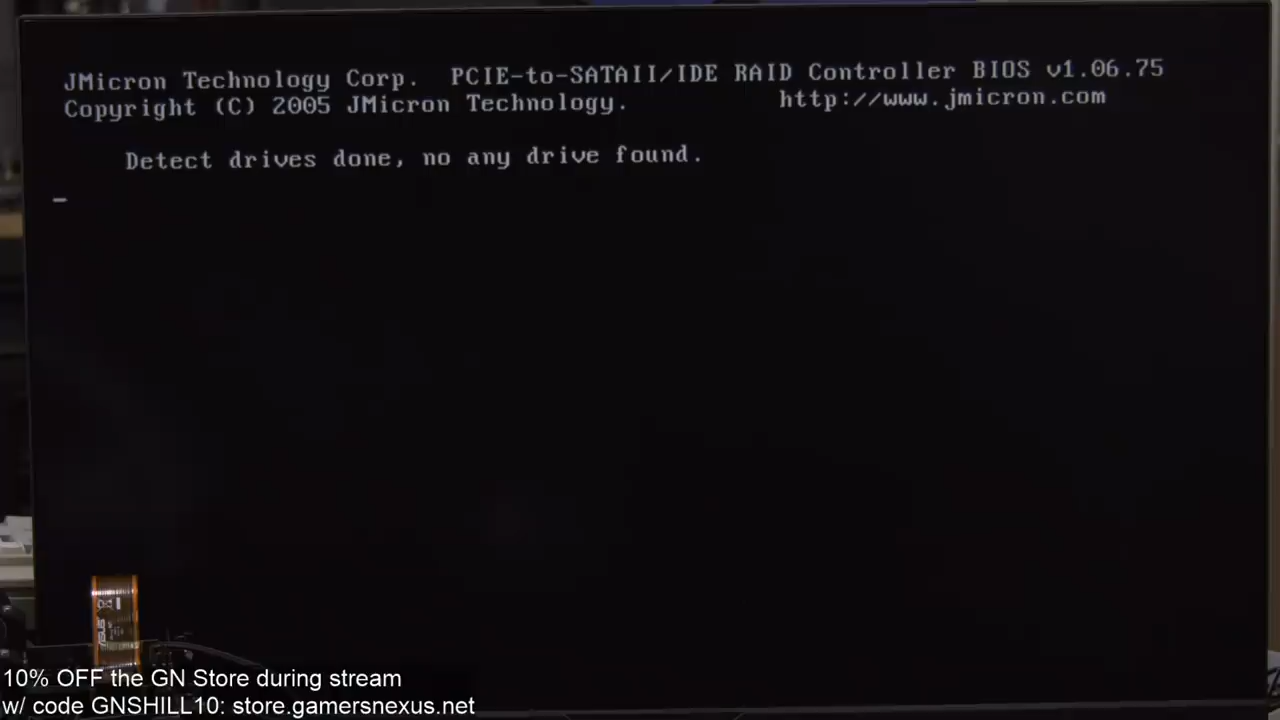 JMicron Technology Corp. PCIE-to-SATAII/IDE RAID Controller BIOS v1.06.75
Copyright (C) 2005 JMicron Technology. http://www.jmicron.com
Detect drives done, no any drive found.
ASUS
10% OFF the GN Store during stream
w/ code GNSHILL10: store.gamersnexus.net